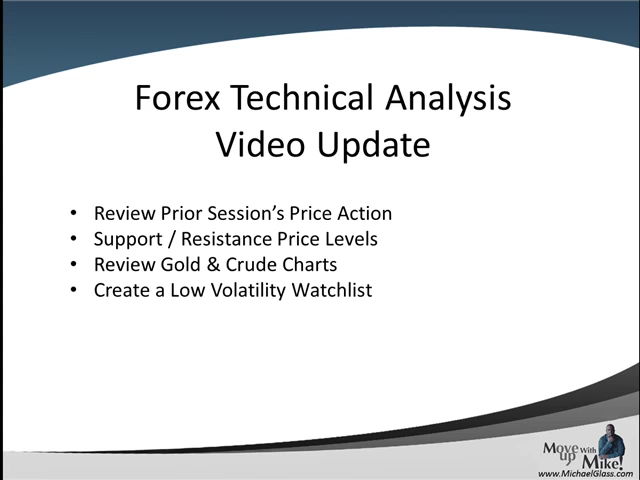 Forex Technical Analysis
Video Update
• Review Prior Session's Price Action
• Support / Resistance Price Levels
• Review Gold & Crude Charts
• Create a Low Volatility Watchlist
Move up With Mike!
www.MichaelGlass.com